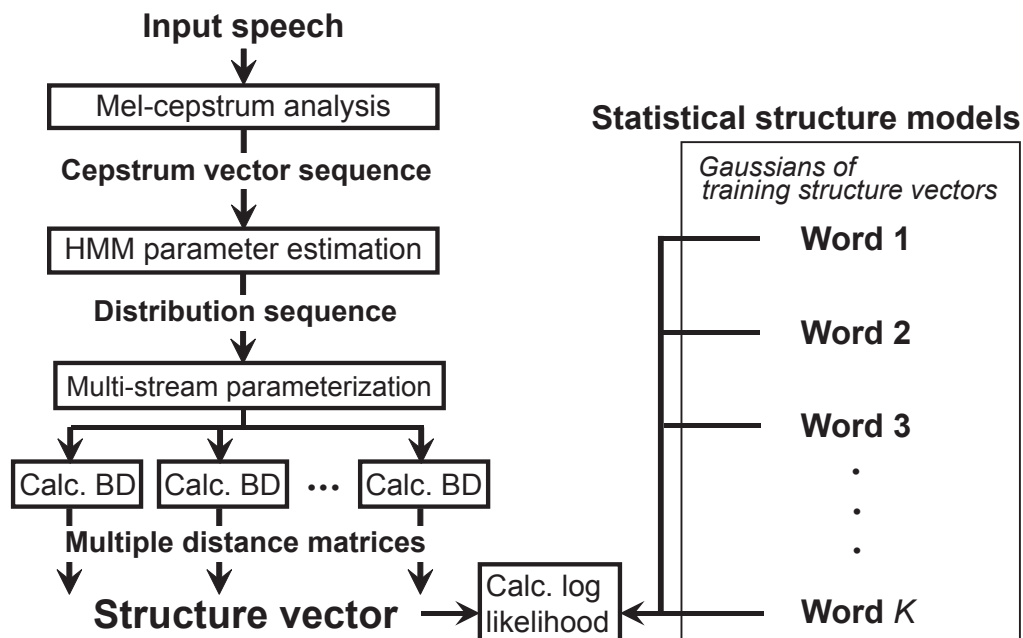 Input speech
Mel-cepstrum analysis
Cepstrum vector sequence
HMM parameter estimation
Distribution sequence
Multi-stream parameterization
Calc. BD
Calc. BD
...
Calc. BD
Multiple distance matrices
Structure vector
Calc. log
likelihood
Statistical structure models
Gaussians of
training structure vectors
Word 1
Word 2
Word 3
.
.
.
Word K